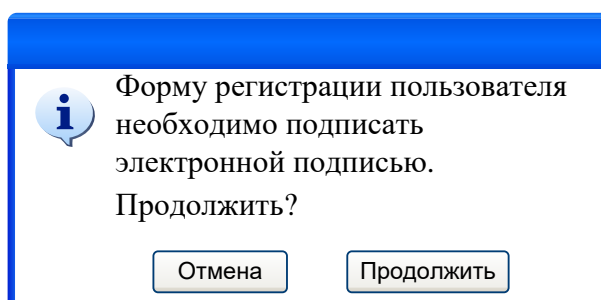 Форму регистрации пользователя
необходимо подписать
электронной подписью.
Продолжить?
Отмена Продолжить